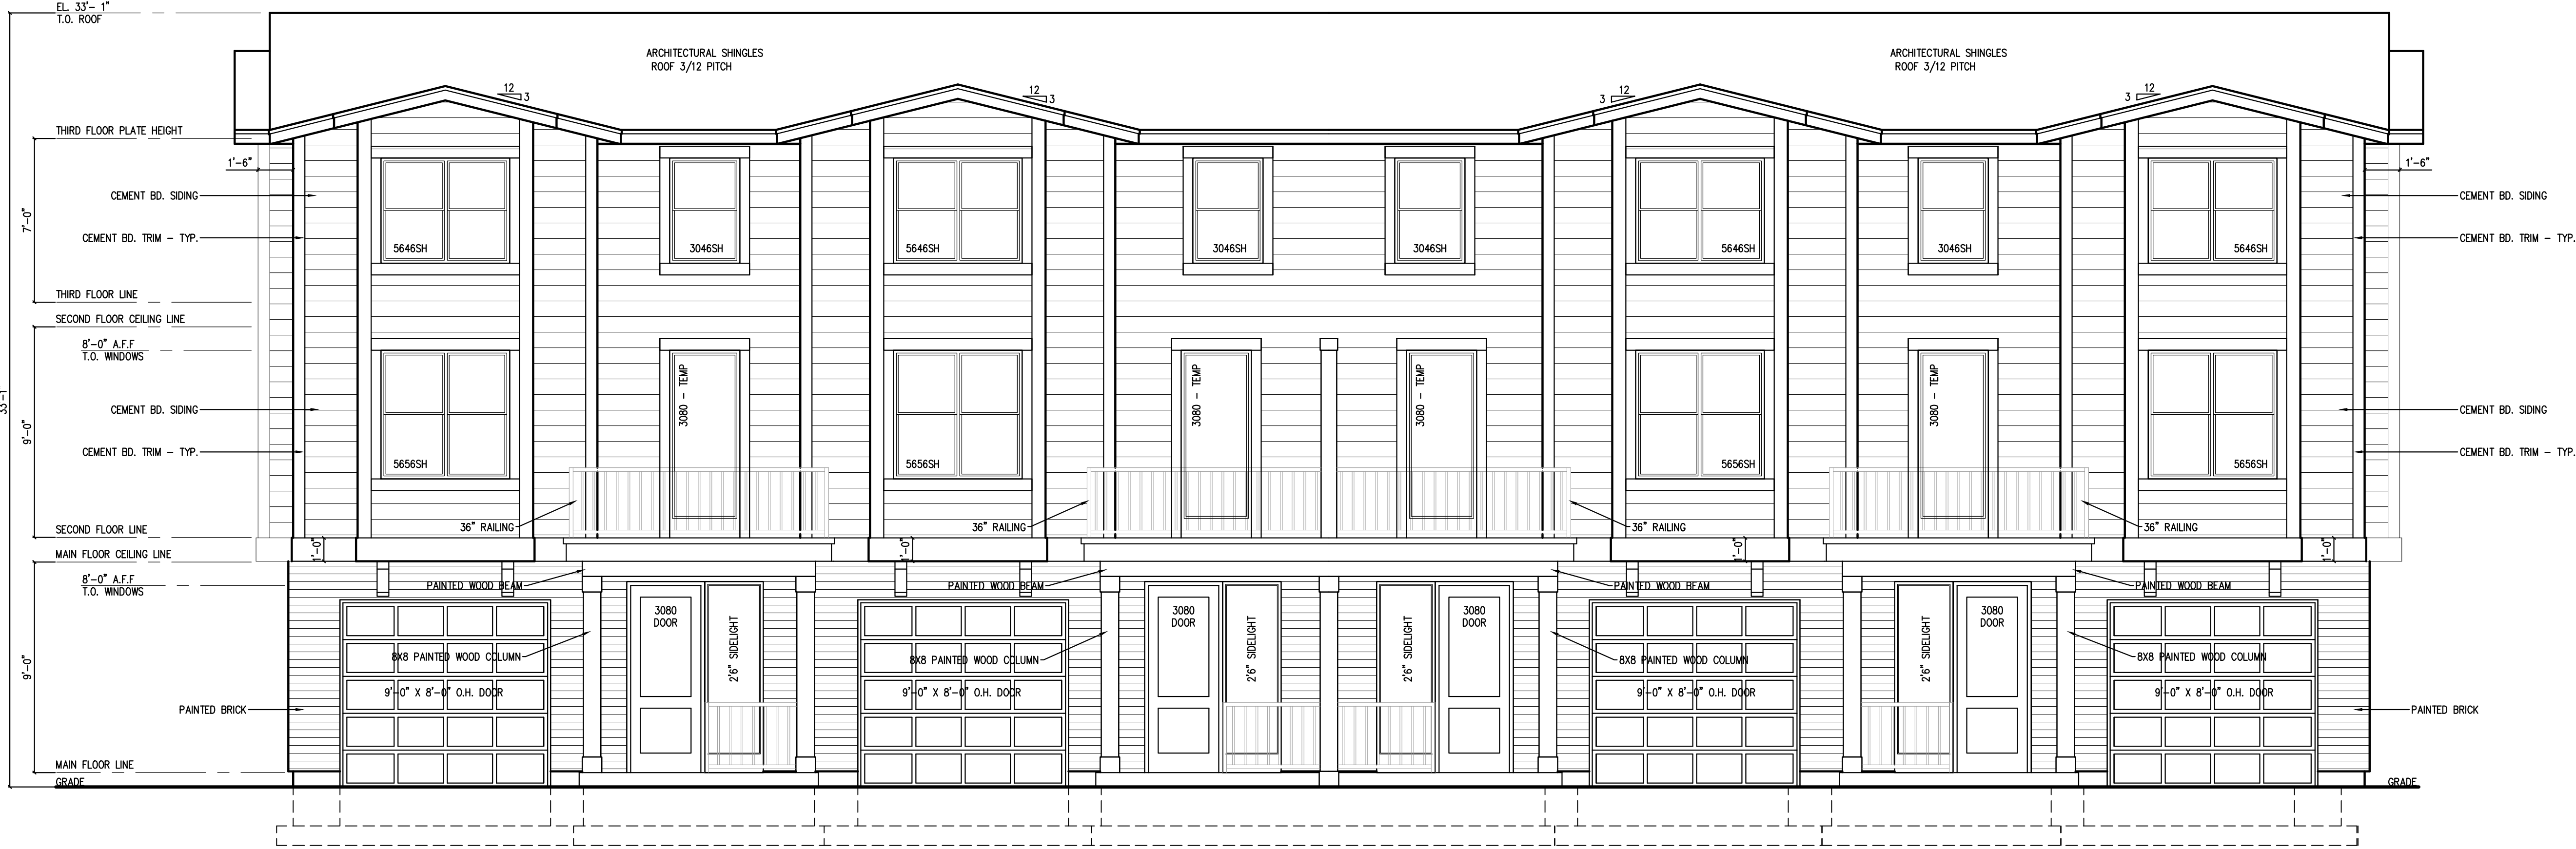 EL. 33'- 1"
T.O. ROOF
ARCHITECTURAL SHINGLES
ROOF 3/12 PITCH
ARCHITECTURAL SHINGLES
ROOF 3/12 PITCH
12
3
12
3
12
3
12
3
THIRD FLOOR PLATE HEIGHT
1'-6"
1'-6"
CEMENT BD. SIDING
CEMENT BD. SIDING
7'-0"
CEMENT BD. TRIM - TYP.
CEMENT BD. TRIM - TYP.
5646SH
3046SH
5646SH
3046SH
3046SH
5646SH
3046SH
5646SH
THIRD FLOOR LINE
SECOND FLOOR CEILING LINE
8'-0" A.F.F
T.O. WINDOWS
3080 - TEMP
3080 - TEMP
3080 - TEMP
3080 - TEMP
33'-1"
CEMENT BD. SIDING
CEMENT BD. SIDING
9'-0"
CEMENT BD. TRIM - TYP.
CEMENT BD. TRIM - TYP.
5656SH
5656SH
5656SH
5656SH
SECOND FLOOR LINE
36" RAILING
36" RAILING
36" RAILING
36" RAILING
MAIN FLOOR CEILING LINE
1'-0"
1'-0"
1'-0"
1'-0"
8'-0" A.F.F
T.O. WINDOWS
PAINTED WOOD BEAM
PAINTED WOOD BEAM
PAINTED WOOD BEAM
PAINTED WOOD BEAM
3080
DOOR
3080
DOOR
3080
DOOR
3080
DOOR
2'6" SIDELIGHT
2'6" SIDELIGHT
2'6" SIDELIGHT
2'6" SIDELIGHT
8X8 PAINTED WOOD COLUMN
8X8 PAINTED WOOD COLUMN
8X8 PAINTED WOOD COLUMN
8X8 PAINTED WOOD COLUMN
9'-0"
9'-0" X 8'-0" O.H. DOOR
9'-0" X 8'-0" O.H. DOOR
9'-0" X 8'-0" O.H. DOOR
9'-0" X 8'-0" O.H. DOOR
PAINTED BRICK
PAINTED BRICK
MAIN FLOOR LINE
GRADE
GRADE